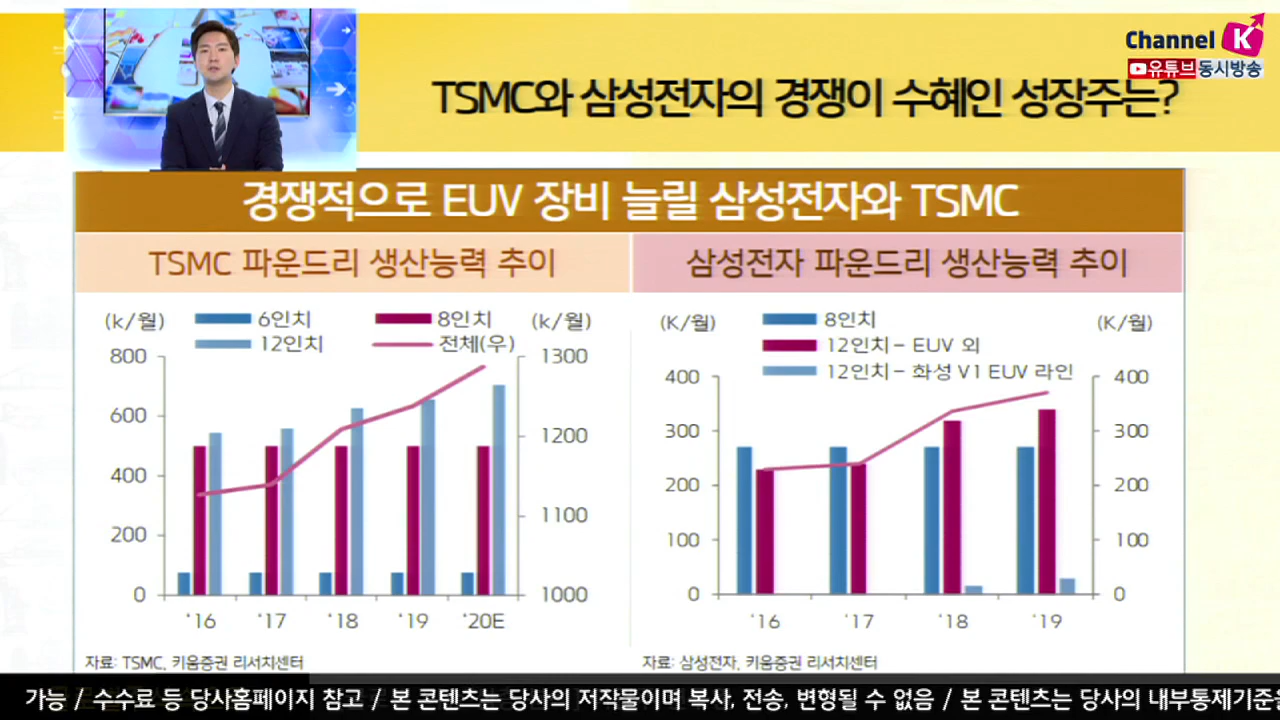 Channel K
유튜브 동시방송
TSMC와 삼성전자의 경쟁이 수혜인 성장주는?
경쟁적으로 EUV 장비 늘릴 삼성전자와 TSMC
TSMC 파운드리 생산능력 추이
(k/월)
6인치
8인치
12인치
전체(우)
(k/월)
800
600
400
200
0
1300
1200
1100
1000
'16 '17 '18 '19 '20E
자료: TSMC, 키움증권 리서치센터
삼성전자 파운드리 생산능력 추이
(K/월)
8인치
12인치 - EUV 외
12인치 - 화성 V1 EUV 라인
(K/월)
400
300
200
100
0
400
300
200
100
0
'16 '17 '18 '19
자료: 삼성전자, 키움증권 리서치센터
가능 / 수수료 등 당사홈페이지 참고 / 본 콘텐츠는 당사의 저작물이며 복사, 전송, 변형될 수 없음 / 본 콘텐츠는 당사의 내부통제기준을